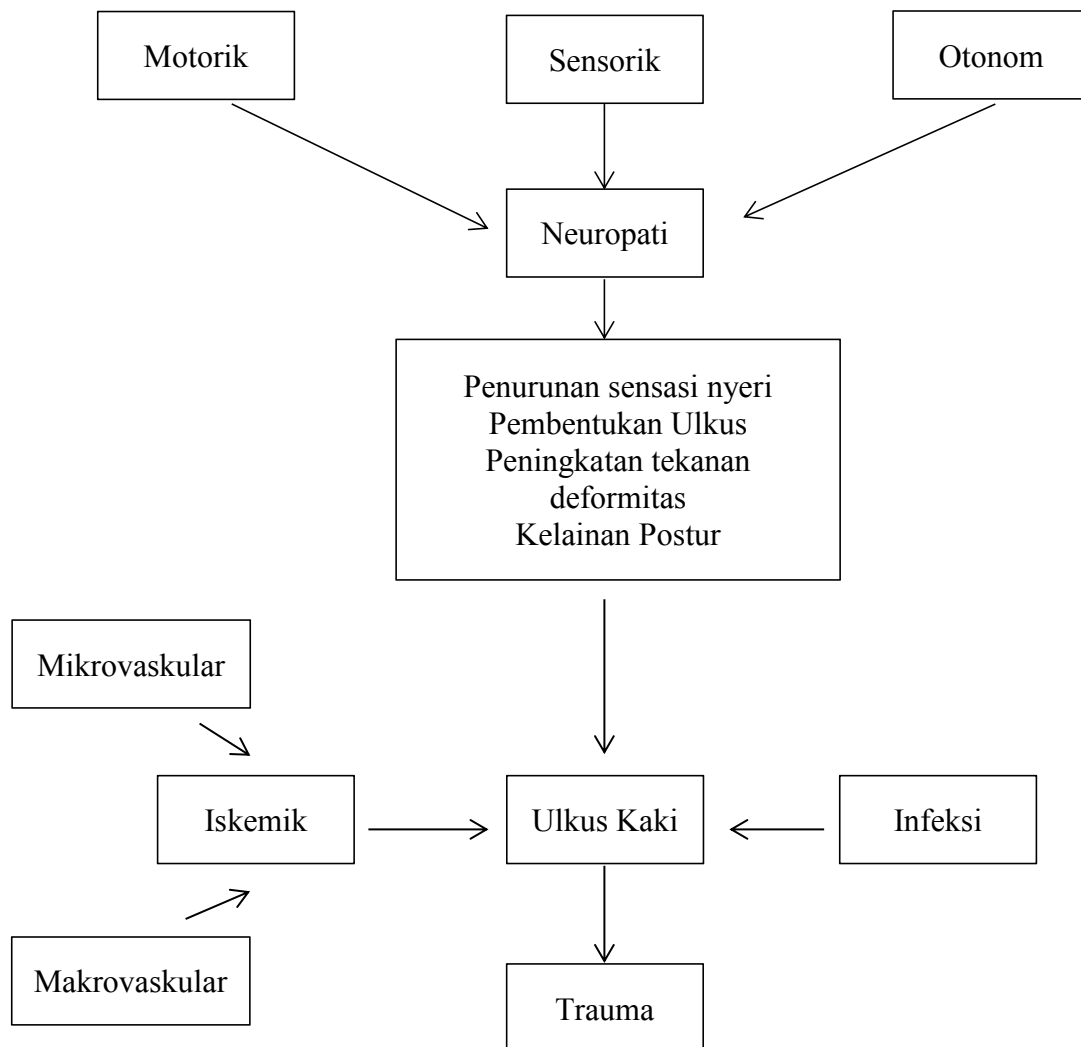 Motorik
Sensorik
Otonom
Neuropati
Penurunan sensasi nyeri
Pembentukan Ulkus
Peningkatan tekanan
deformitas
Kelainan Postur
Mikrovaskular
Iskemik
Ulkus Kaki
Infeksi
Makrovaskular
Trauma